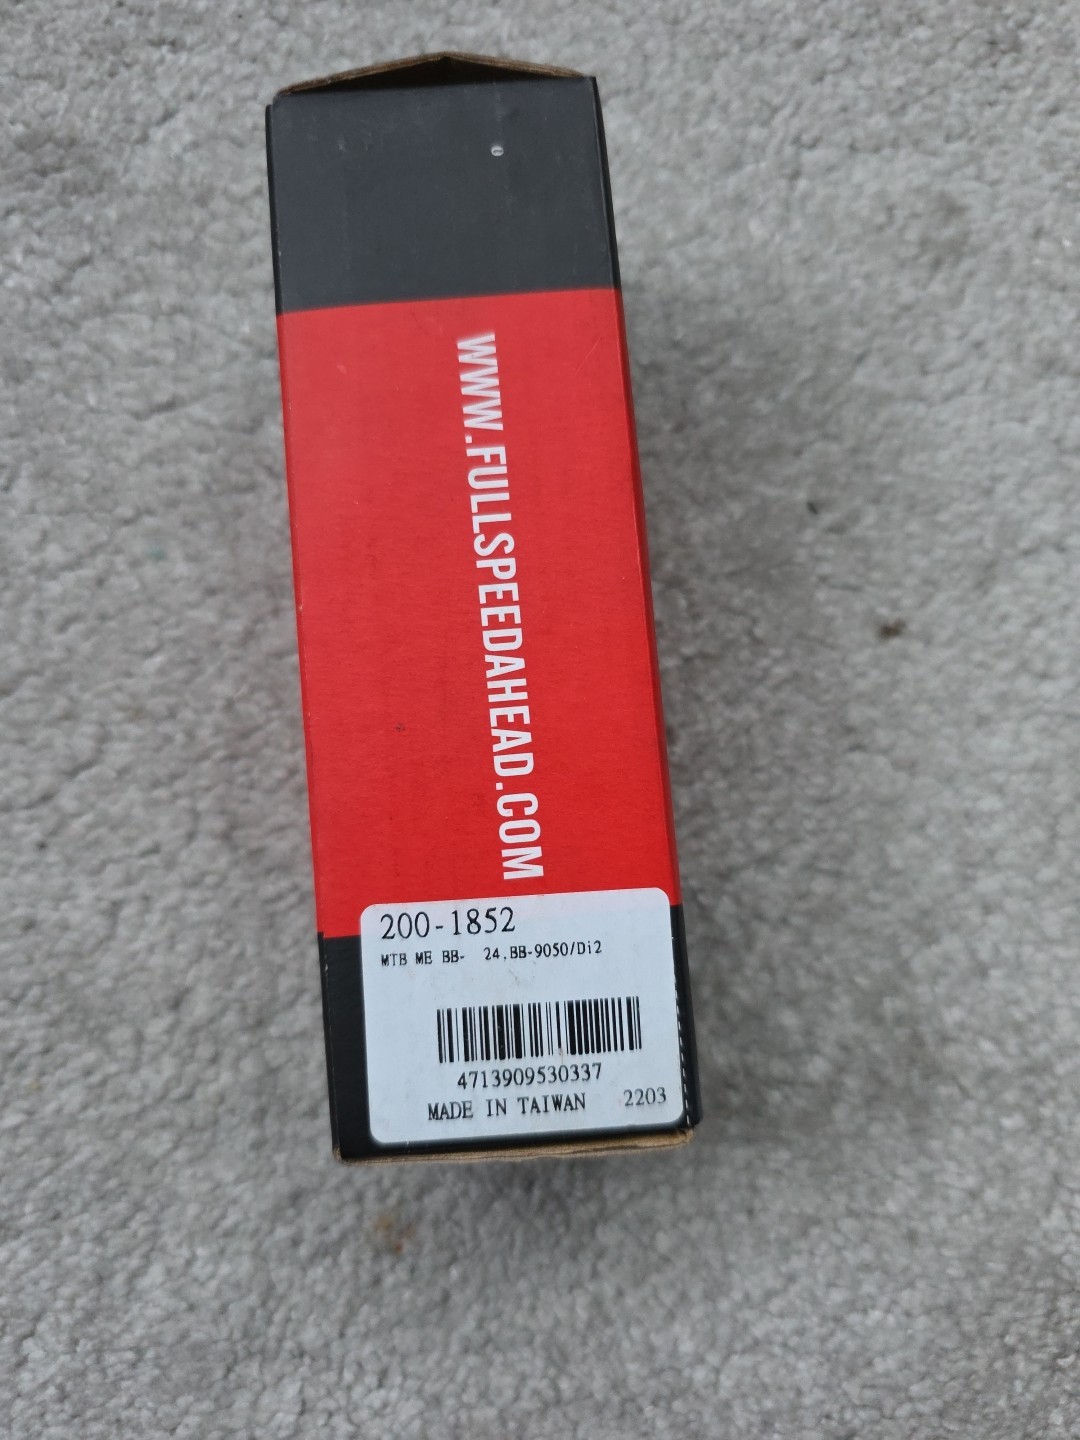 WWW.FULLSPEEDAHEAD.COM
200-1852
MTB ME BB- 24.BB-9050/Di2
4713909530337
MADE IN TAIWAN 2203